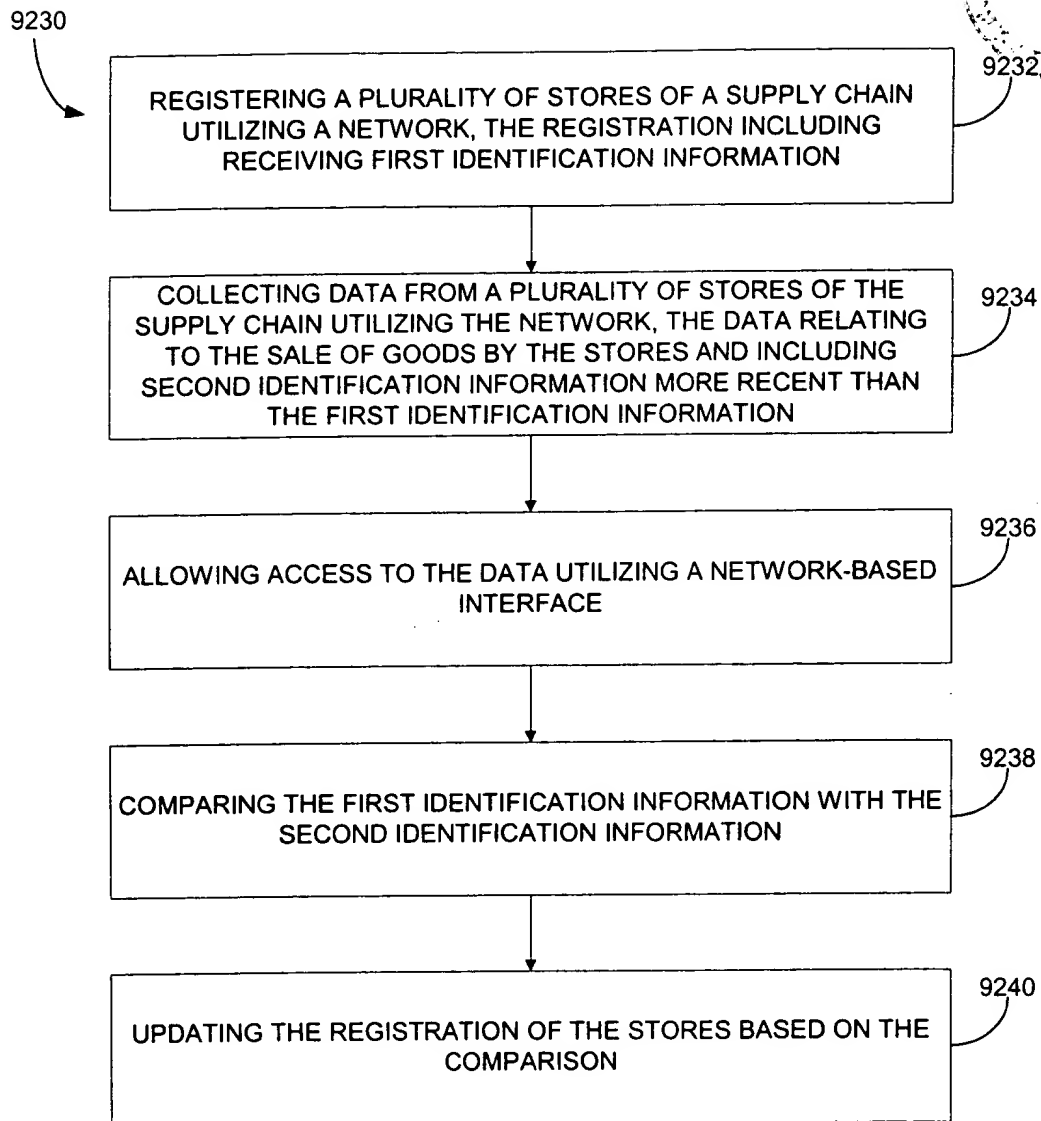 9230
9232
REGISTERING A PLURALITY OF STORES OF A SUPPLY CHAIN
UTILIZING A NETWORK, THE REGISTRATION INCLUDING
RECEIVING FIRST IDENTIFICATION INFORMATION
9234
COLLECTING DATA FROM A PLURALITY OF STORES OF THE
SUPPLY CHAIN UTILIZING THE NETWORK, THE DATA RELATING
TO THE SALE OF GOODS BY THE STORES AND INCLUDING
SECOND IDENTIFICATION INFORMATION MORE RECENT THAN
THE FIRST IDENTIFICATION INFORMATION
9236
ALLOWING ACCESS TO THE DATA UTILIZING A NETWORK-BASED
INTERFACE
9238
COMPARING THE FIRST IDENTIFICATION INFORMATION WITH THE
SECOND IDENTIFICATION INFORMATION
9240
UPDATING THE REGISTRATION OF THE STORES BASED ON THE
COMPARISON